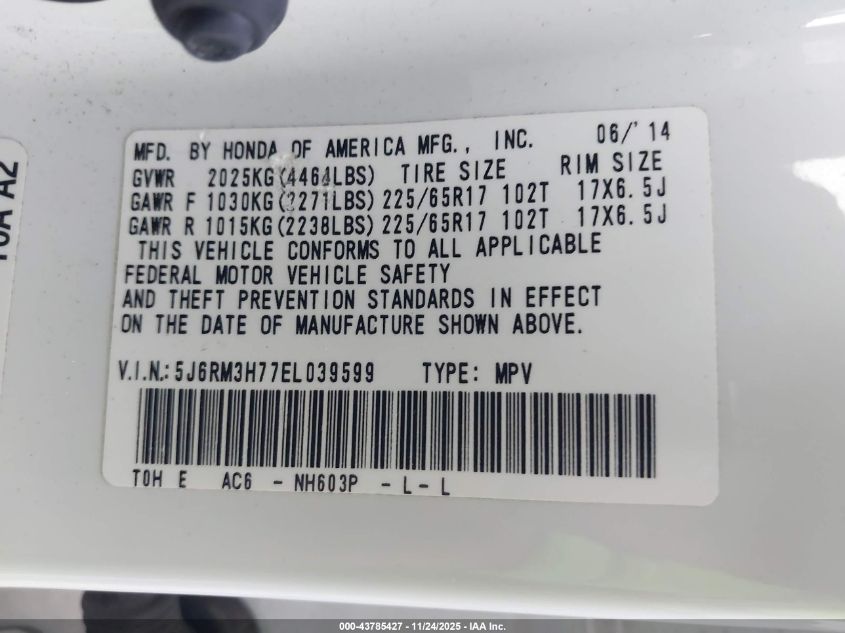 MFD. BY HONDA OF AMERICA MFG., INC. 06/'14
GVWR 2025KG(4464LBS) TIRE SIZE RIM SIZE
GAWR F 1030KG(2271LBS) 225/65R17 102T 17X6.5J
GAWR R 1015KG(2238LBS) 225/65R17 102T 17X6.5J
THIS VEHICLE CONFORMS TO ALL APPLICABLE
FEDERAL MOTOR VEHICLE SAFETY
AND THEFT PREVENTION STANDARDS IN EFFECT
ON THE DATE OF MANUFACTURE SHOWN ABOVE.
V.I.N.: 5J6RM3H77EL039599 TYPE: MPV
T0H E AC6 - NH603P - L - L
000-43785427 - 11/24/2025 - IAA Inc.